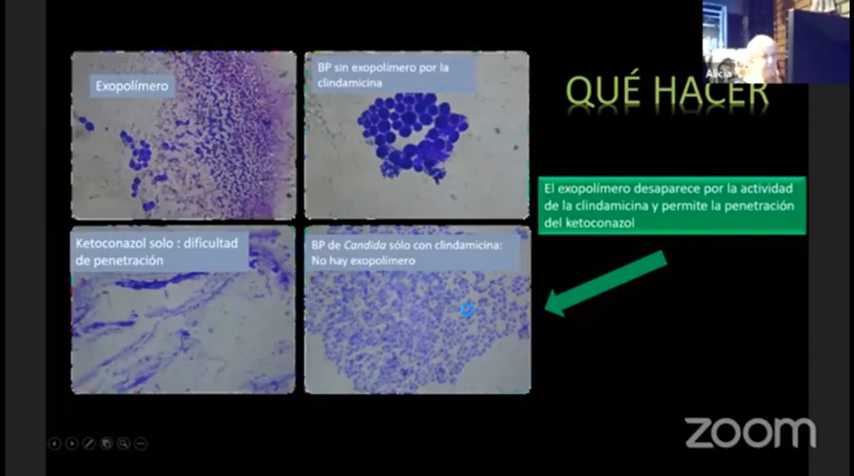 Exopolímero
BP sin exopolímero por la
clindamicina
Alicia
QUÉ HACER
El exopolímero desaparece por la actividad
de la clindamicina y permite la penetración
del ketoconazol
Ketoconazol solo : dificultad
de penetración
BP de Candida sólo con clindamicina:
No hay exopolímero
zoom